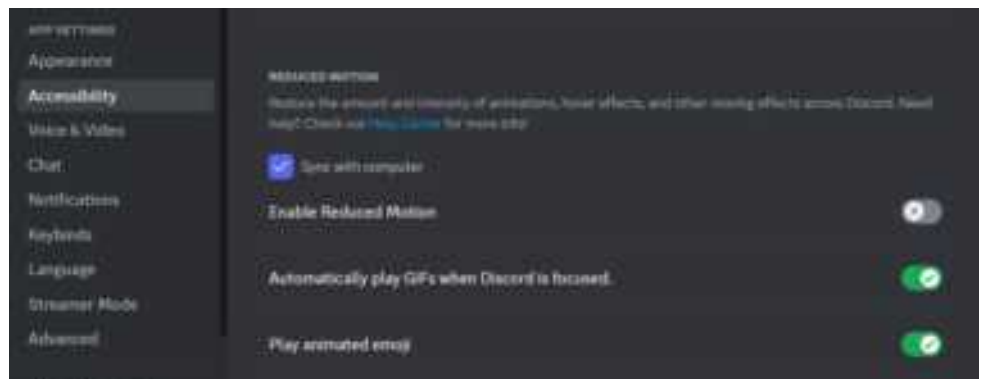 APP SETTINGS
Appearance
Accessibility
Voice & Video
Chat
Notifications
Keybinds
Language
Streamer Mode
Advanced
REDUCED MOTION
Reduce the amount and intensity of animations, hover effects, and other moving effects across Discord. Need
help? Check our Help Center for more info!
Sync with computer
Enable Reduced Motion
Automatically play GIFs when Discord is focused.
Play animated emoji